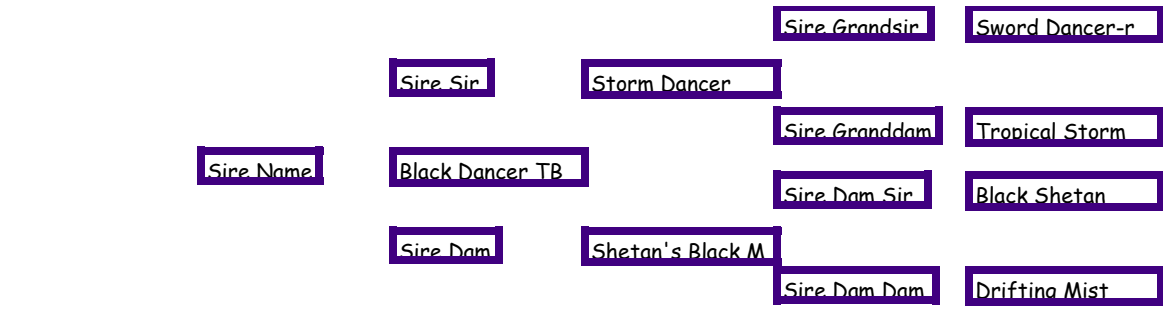 Sire Grandsir Sword Dancer-r
Sire Sir Storm Dancer
Sire Granddam Tropical Storm
Sire Name Black Dancer TB
Sire Dam Sir Black Shetan
Sire Dam Shetan's Black M
Sire Dam Dam Drifting Mist